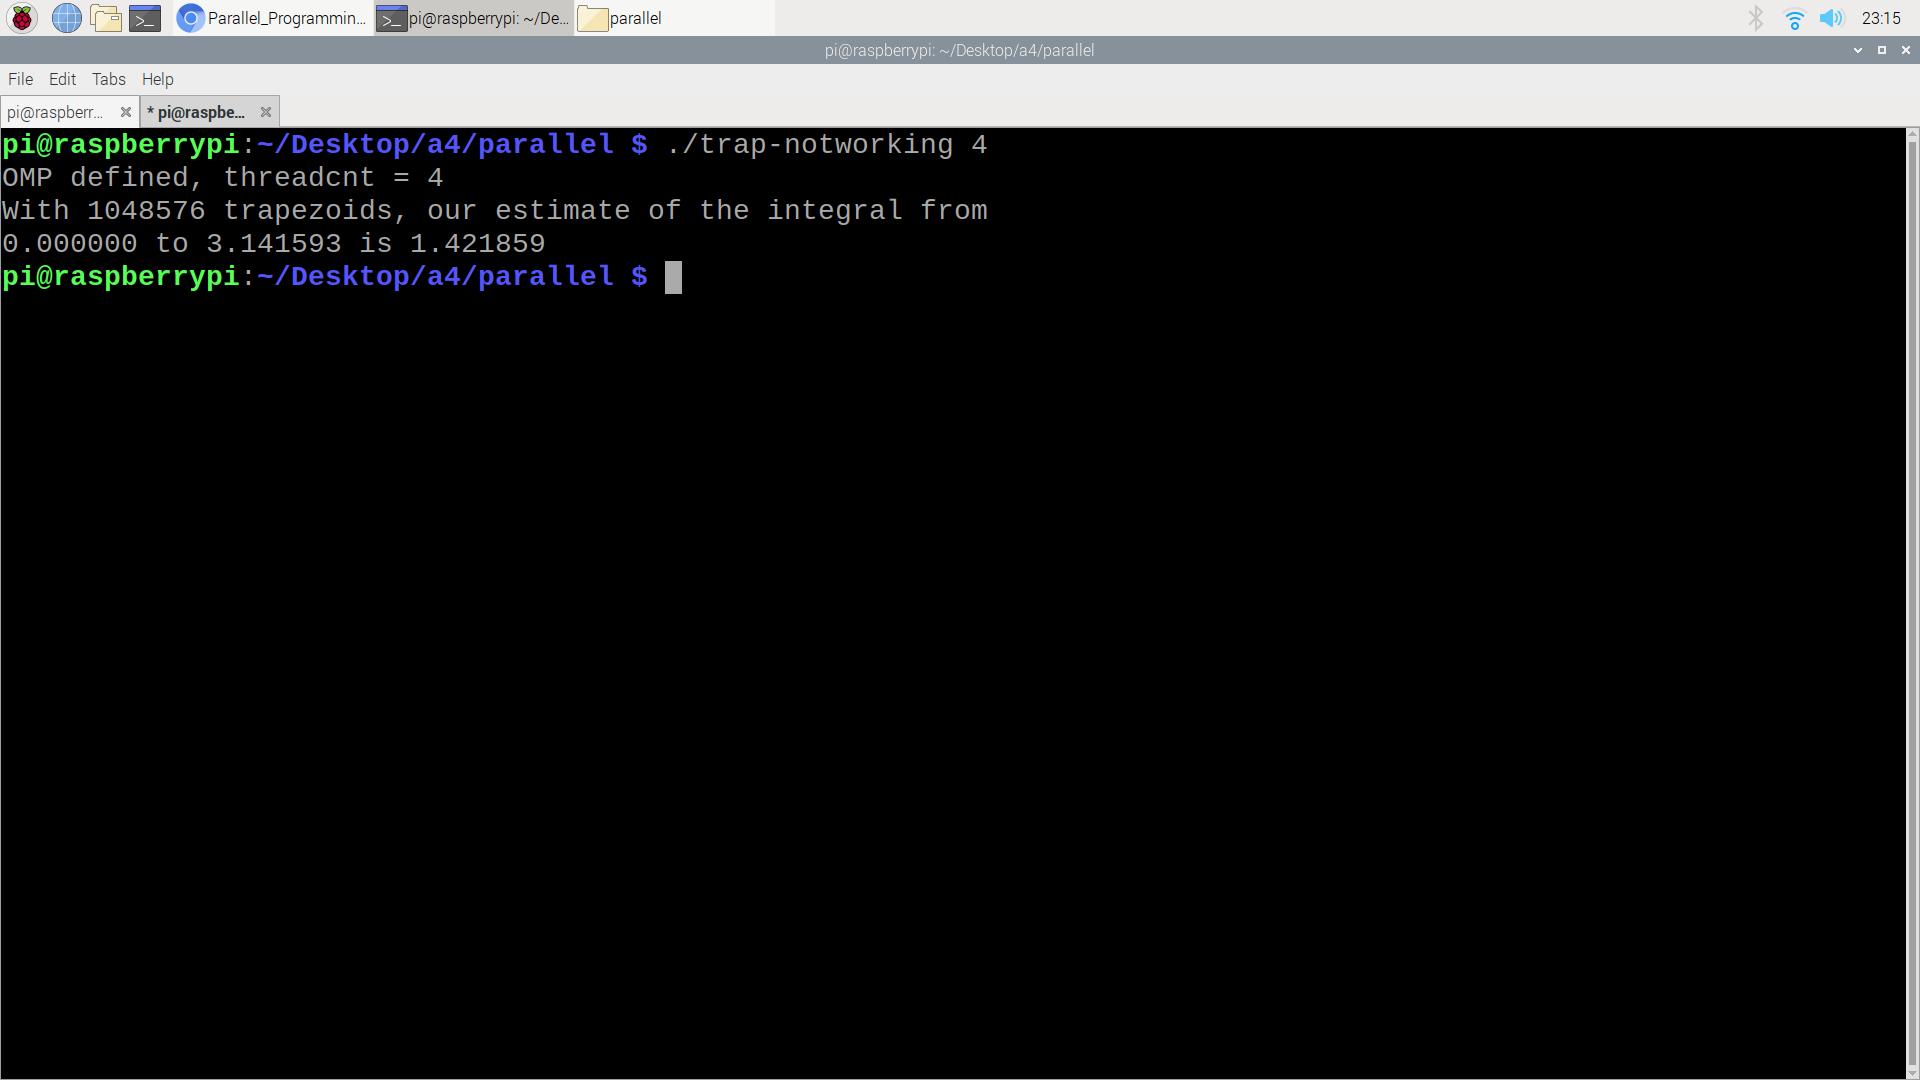 Parallel_Programmin...
pi@raspberrypi: ~/De...
parallel
23:15
pi@raspberrypi: ~/Desktop/a4/parallel
File Edit Tabs Help
pi@raspberr...
* pi@raspbe...
pi@raspberrypi:~/Desktop/a4/parallel $ ./trap-notworking 4
OMP defined, threadcnt = 4
With 1048576 trapezoids, our estimate of the integral from
0.000000 to 3.141593 is 1.421859
pi@raspberrypi:~/Desktop/a4/parallel $